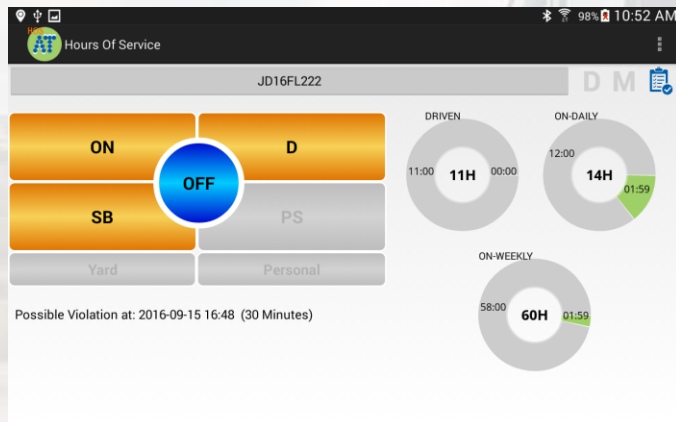 98% 10:52 AM
HOS
AT
Hours Of Service
JD16FL222
D M
ON
D
OFF
SB
PS
Yard
Personal
DRIVEN
11:00
11H
00:00
ON-DAILY
12:00
14H
01:59
ON-WEEKLY
58:00
60H
01:59
Possible Violation at: 2016-09-15 16:48 (30 Minutes)